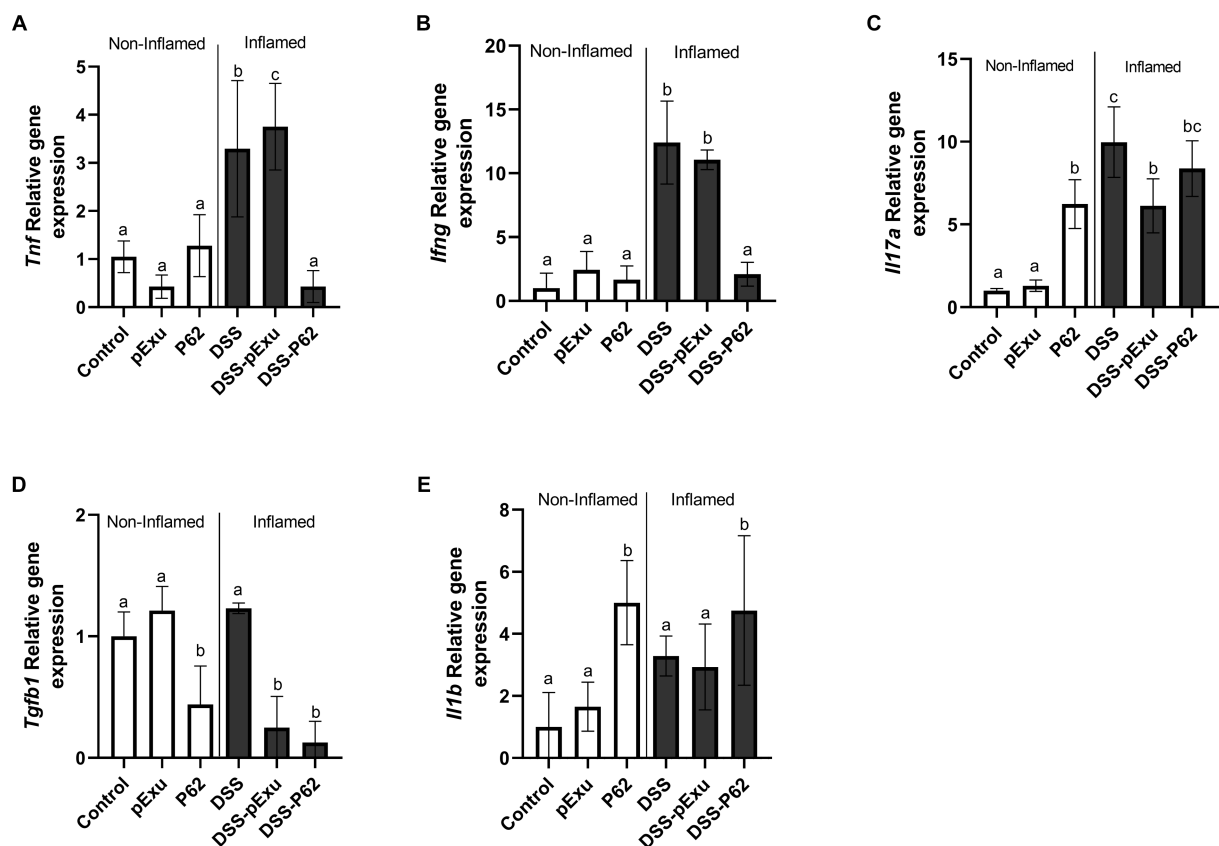 A
Non-Inflamed
Inflamed
Tnf Relative gene
expression
5
4
3
2
1
0
a
a
a
b
c
a
Control
pExu
P62
DSS
DSS-pExu
DSS-P62
B
Non-Inflamed
Inflamed
Ifng Relative gene
expression
20
15
10
5
0
a
a
a
b
b
a
Control
pExu
P62
DSS
DSS-pExu
DSS-P62
C
Non-Inflamed
Inflamed
Il17a Relative gene
expression
15
10
5
0
a
a
b
c
b
bc
Control
pExu
P62
DSS
DSS-pExu
DSS-P62
D
Non-Inflamed
Inflamed
Tgfb1 Relative gene
expression
2
1
0
a
a
b
a
b
b
Control
pExu
P62
DSS
DSS-pExu
DSS-P62
E
Non-Inflamed
Inflamed
Il1b Relative gene
expression
8
6
4
2
0
a
a
b
a
a
b
Control
pExu
P62
DSS
DSS-pExu
DSS-P62